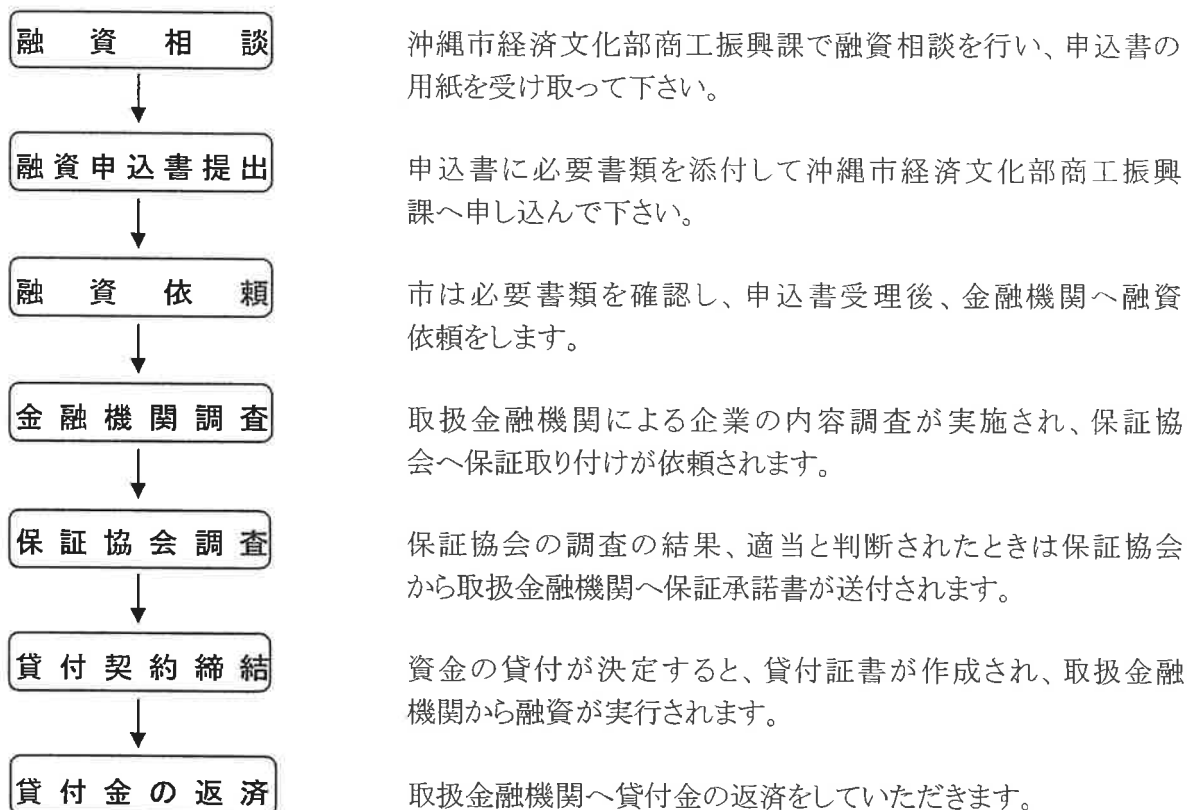 融資相談
沖縄市経済文化部商工振興課で融資相談を行い、申込書の
用紙を受け取って下さい。
融資申込書提出
申込書に必要書類を添付して沖縄市経済文化部商工振興
課へ申し込んで下さい。
融資依頼
市は必要書類を確認し、申込書受理後、金融機関へ融資
依頼をします。
金融機関調査
取扱金融機関による企業の内容調査が実施され、保証協
会へ保証取り付けが依頼されます。
保証協会調査
保証協会の調査の結果、適当と判断されたときは保証協会
から取扱金融機関へ保証承諾書が送付されます。
貸付契約締結
資金の貸付が決定すると、貸付証書が作成され、取扱金融
機関から融資が実行されます。
貸付金の返済
取扱金融機関へ貸付金の返済をしていただきます。